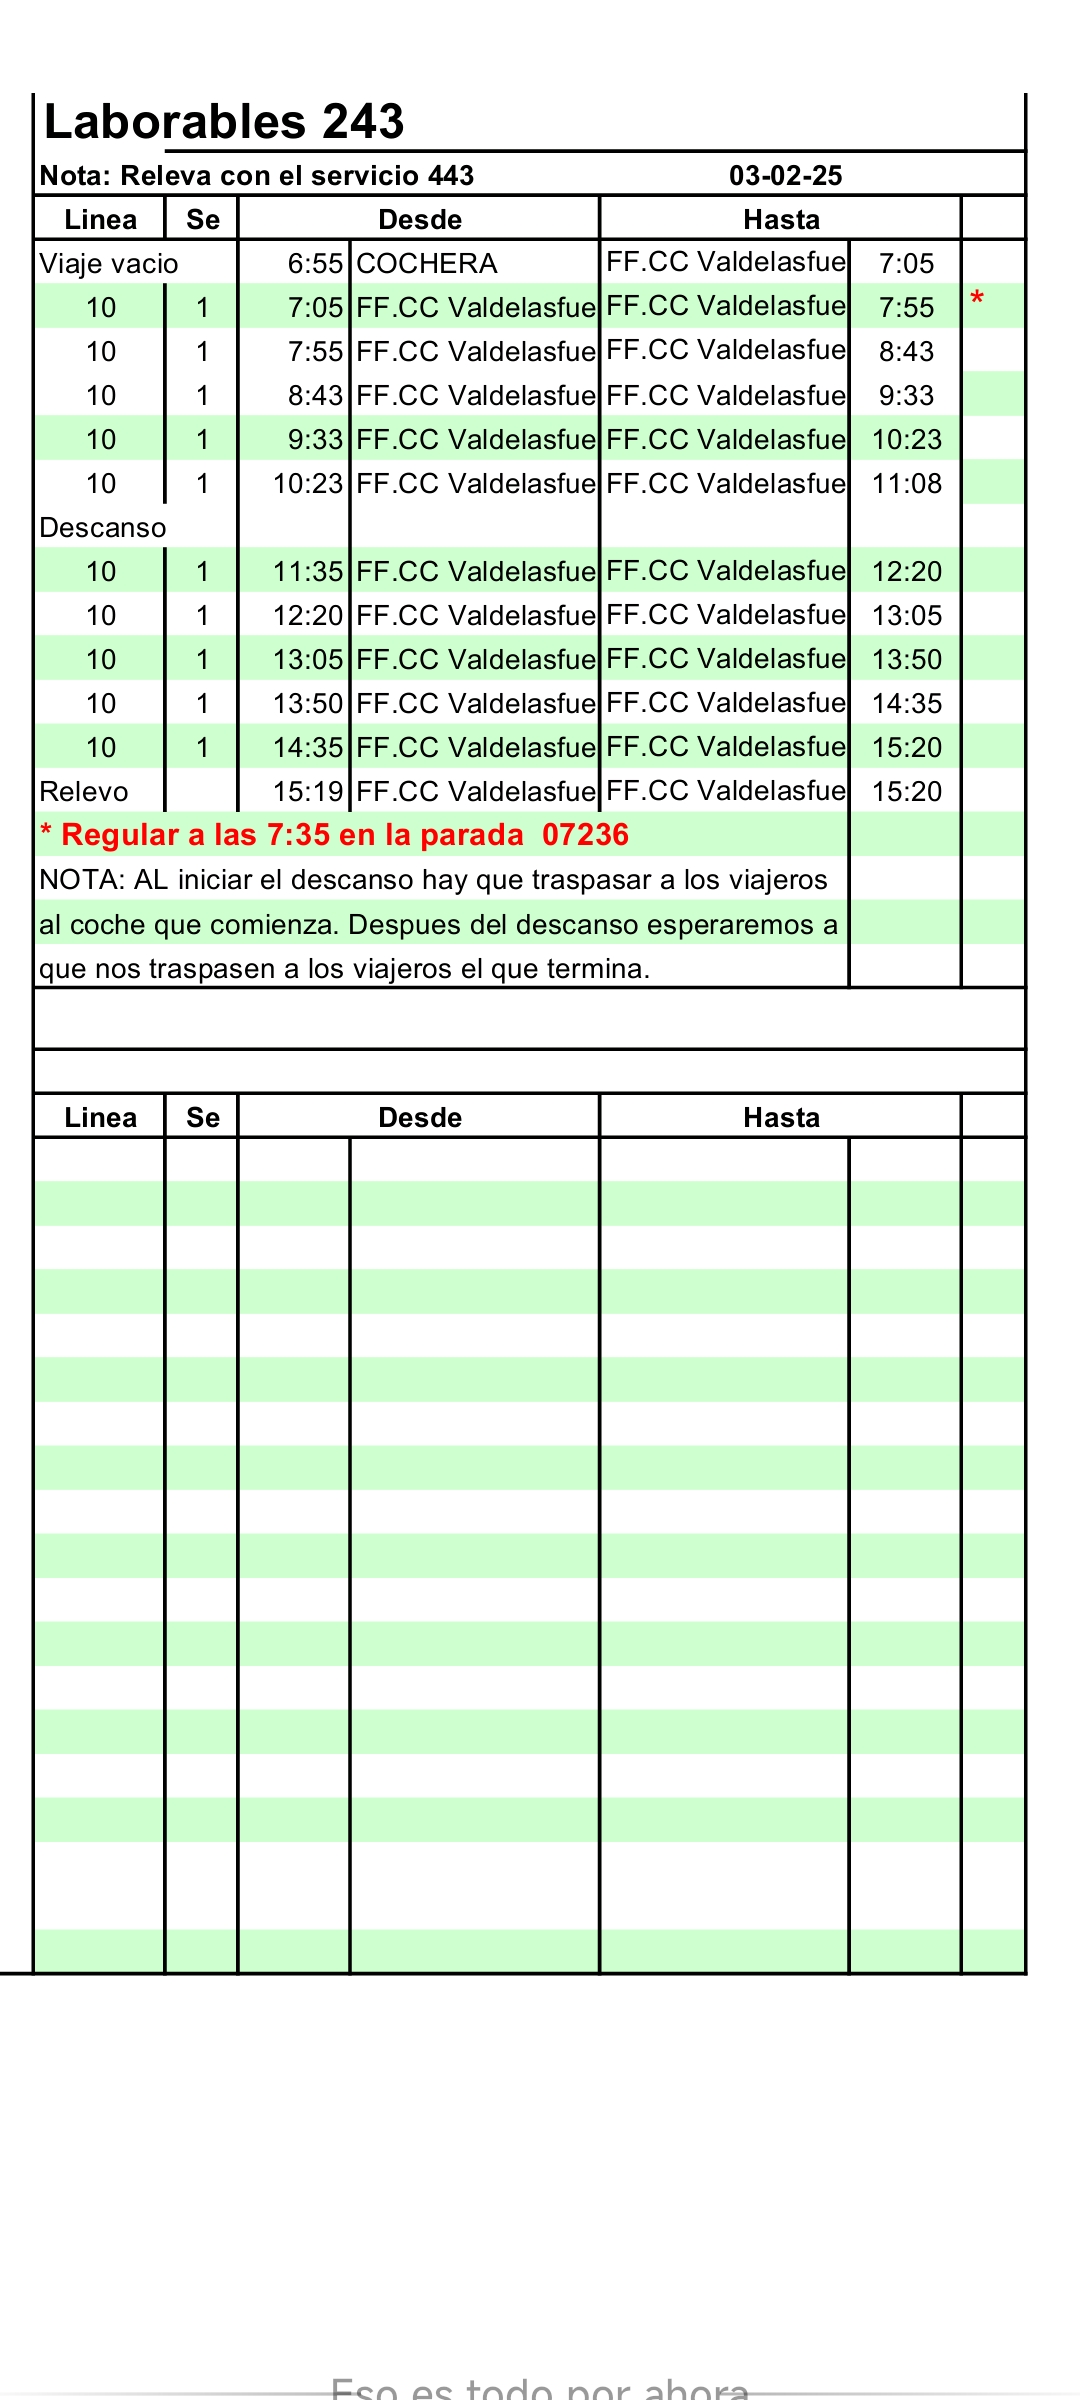 Laborables 243
Nota: Releva con el servicio 443 03-02-25
Linea Se Desde Hasta
Viaje vacio 6:55 COCHERA FF.CC Valdelasfue 7:05
10 1 7:05 FF.CC Valdelasfue FF.CC Valdelasfue 7:55 *
10 1 7:55 FF.CC Valdelasfue FF.CC Valdelasfue 8:43
10 1 8:43 FF.CC Valdelasfue FF.CC Valdelasfue 9:33
10 1 9:33 FF.CC Valdelasfue FF.CC Valdelasfue 10:23
10 1 10:23 FF.CC Valdelasfue FF.CC Valdelasfue 11:08
Descanso
10 1 11:35 FF.CC Valdelasfue FF.CC Valdelasfue 12:20
10 1 12:20 FF.CC Valdelasfue FF.CC Valdelasfue 13:05
10 1 13:05 FF.CC Valdelasfue FF.CC Valdelasfue 13:50
10 1 13:50 FF.CC Valdelasfue FF.CC Valdelasfue 14:35
10 1 14:35 FF.CC Valdelasfue FF.CC Valdelasfue 15:20
Relevo 15:19 FF.CC Valdelasfue FF.CC Valdelasfue 15:20
* Regular a las 7:35 en la parada 07236
NOTA: AL iniciar el descanso hay que traspasar a los viajeros
al coche que comienza. Despues del descanso esperaremos a
que nos traspasen a los viajeros el que termina.
Linea Se Desde Hasta
Eso es todo por ahora